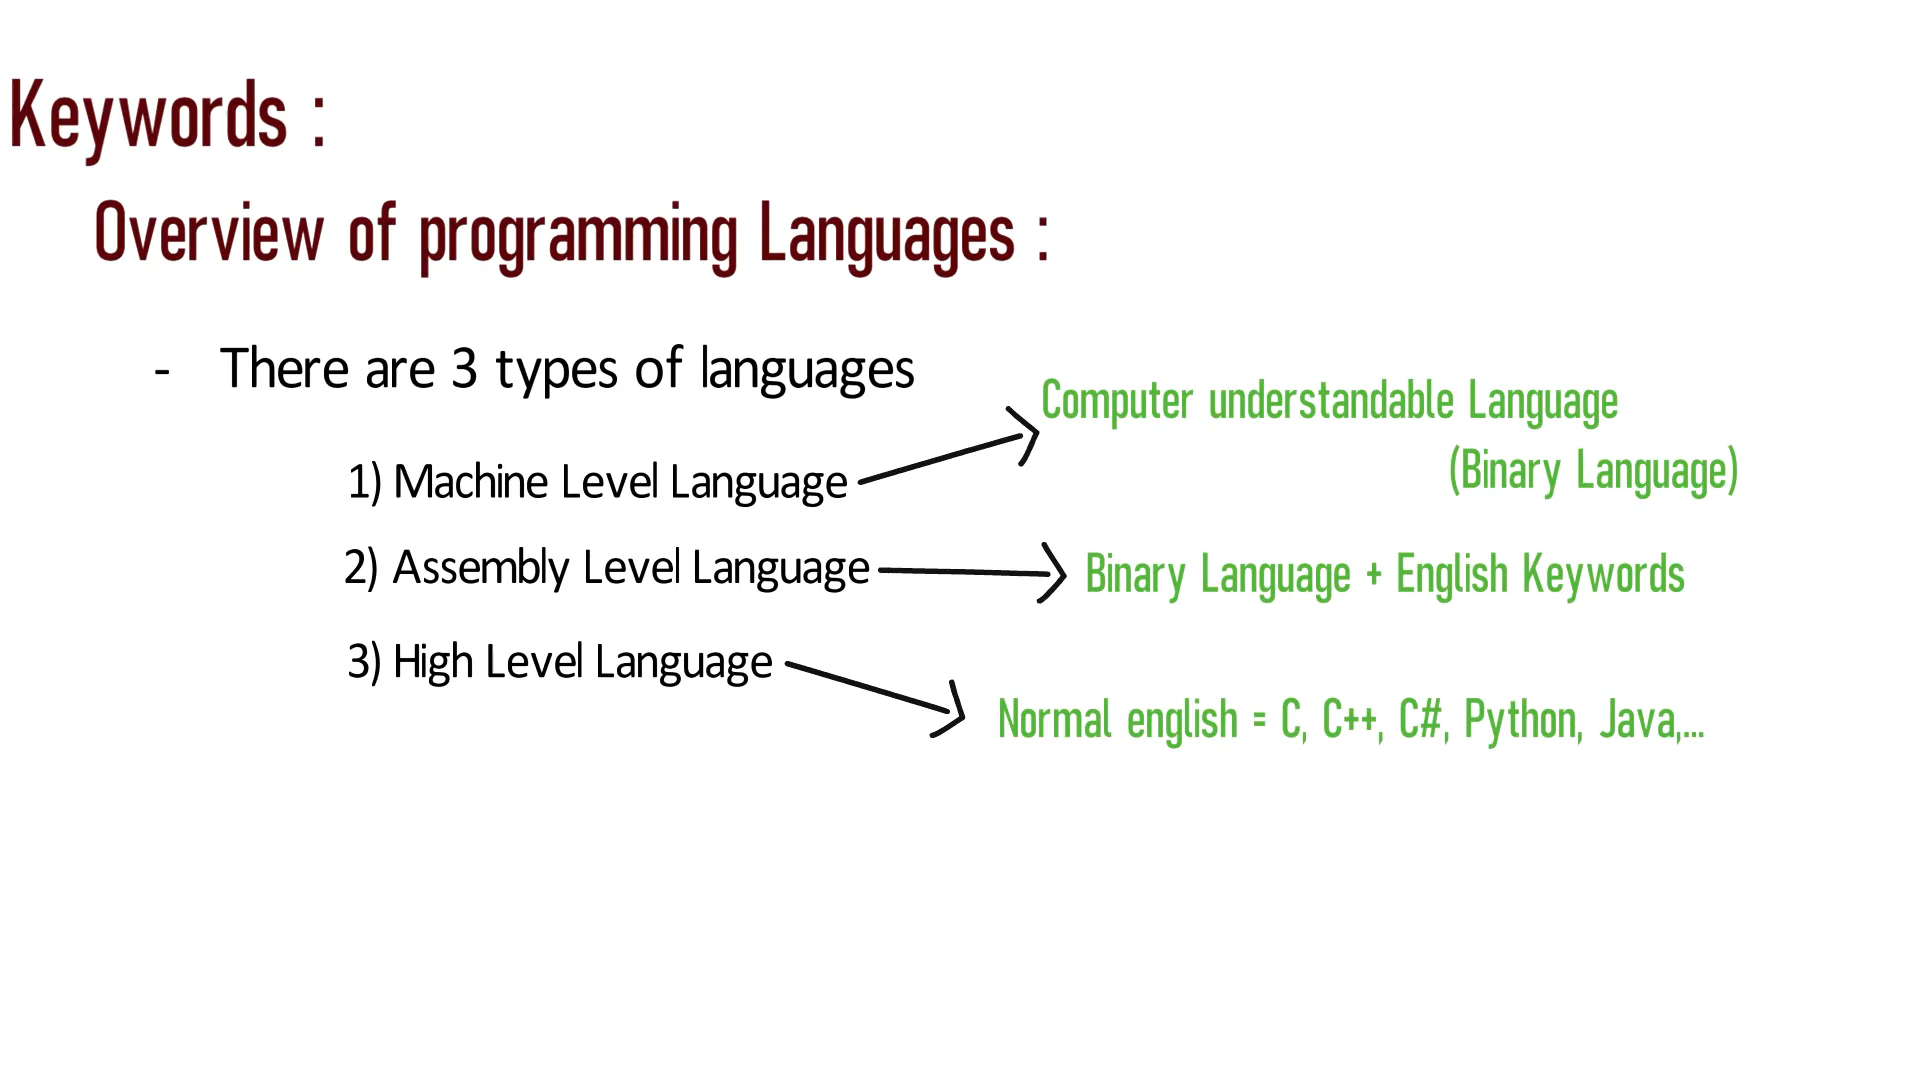 Keywords :
Overview of programming Languages :
- There are 3 types of languages
Computer understandable Language
(Binary Language)
1) Machine Level Language
2) Assembly Level Language
Binary Language + English Keywords
3) High Level Language
Normal english = C, C++, C#, Python, Java,...